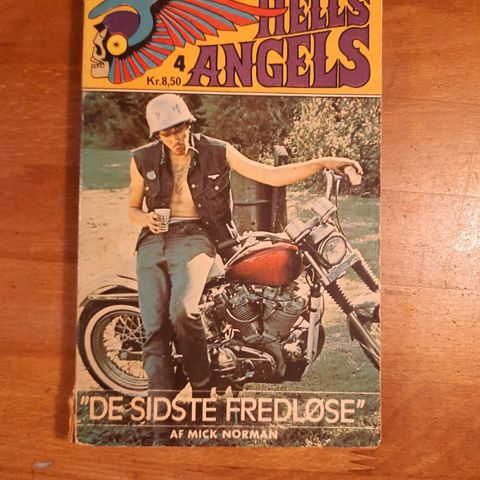 HELLS
4
ANGELS
Kr.8,50
"DE SIDSTE FREDLØSE"
AF MICK NORMAN